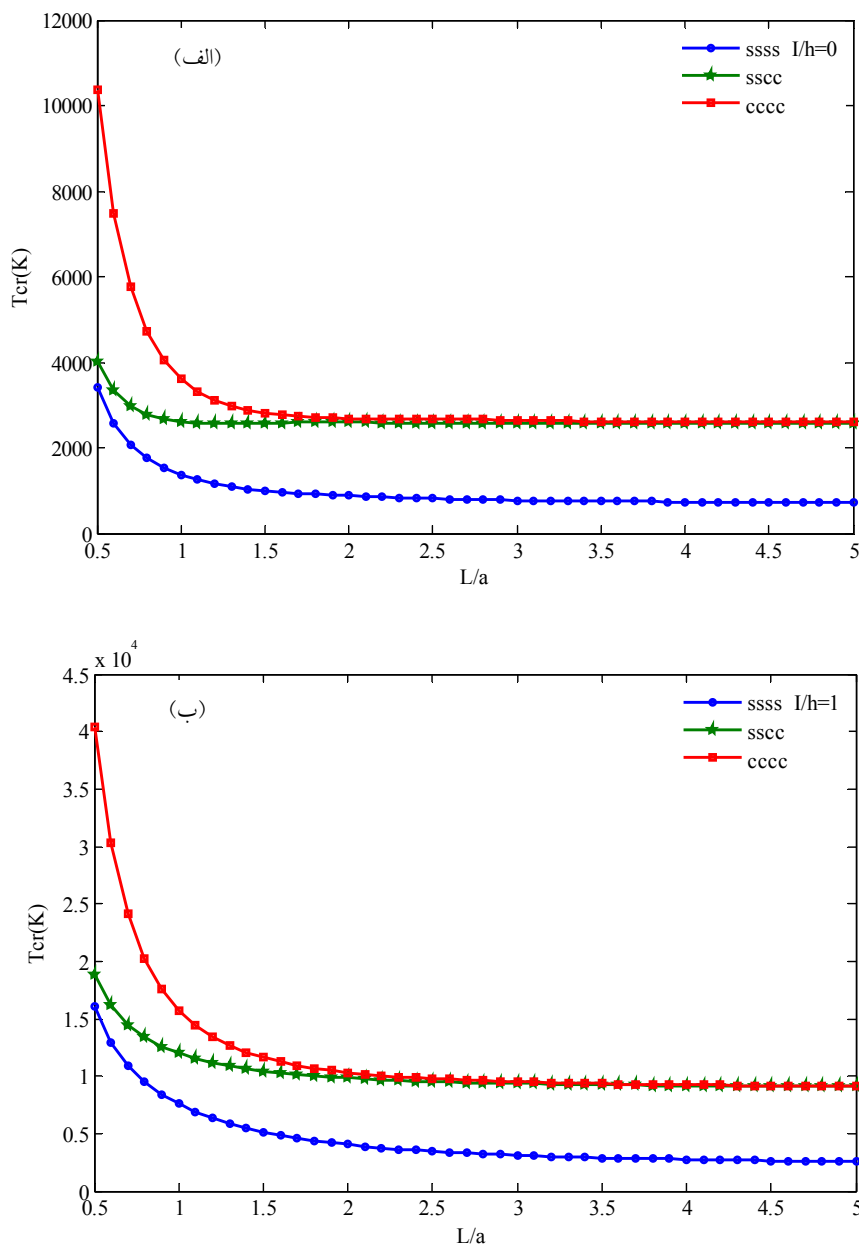 12000
10000
8000
6000
4000
2000
0
Tcr(K)
(الف)
ssss I/h=0
sscc
cccc
0.5 1 1.5 2 2.5 3 3.5 4 4.5 5
L/a
x 10^4
4.5
4
3.5
3
2.5
2
1.5
1
0.5
0
Tcr(K)
(ب)
ssss I/h=1
sscc
cccc
0.5 1 1.5 2 2.5 3 3.5 4 4.5 5
L/a